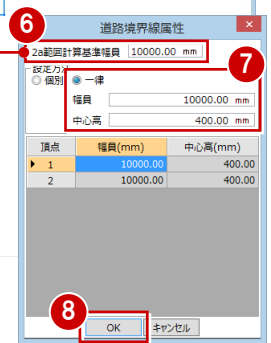 6
道路境界線属性
×
2a範囲計算基準幅員 10000.00 mm
7
設定方法
個別 一律
幅員 10000.00 mm
中心高 400.00 mm
頂点 幅員(mm) 中心高(mm)
1 10000.00 400.00
2 10000.00 400.00
8
OK キャンセル